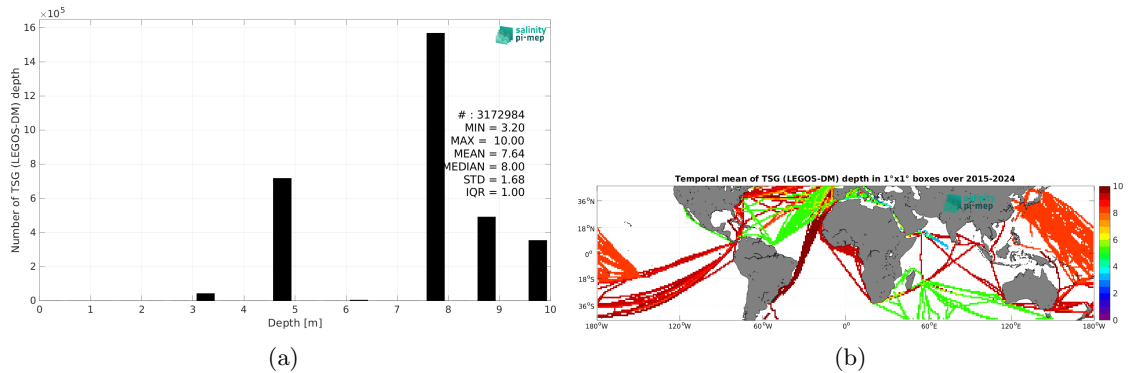 ×10⁵
16
14
12
10
8
6
4
2
0
Number of TSG (LEGOS-DM) depth
salinity
pi-mep
# : 3172984
MIN = 3.20
MAX = 10.00
MEAN = 7.64
MEDIAN = 8.00
STD = 1.68
IQR = 1.00
0 1 2 3 4 5 6 7 8 9 10
Depth [m]
(a)
Temporal mean of TSG (LEGOS-DM) depth in 1°x1° boxes over 2015-2024
salinity
pi-mep
36°N
18°N
0°
18°S
36°S
180°W 120°W 60°W 0° 60°E 120°E 180°W
10
8
6
4
2
0
(b)